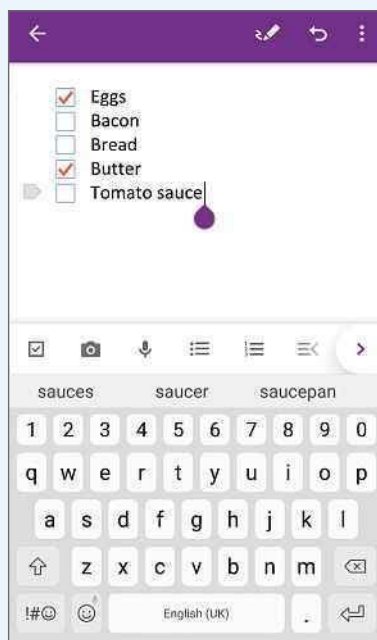 Eggs
Bacon
Bread
Butter
Tomato sauce
sauces saucer saucepan
1 2 3 4 5 6 7 8 9 0
q w e r t y u i o p
a s d f g h j k l
z x c v b n m
!#☺ English (UK) .